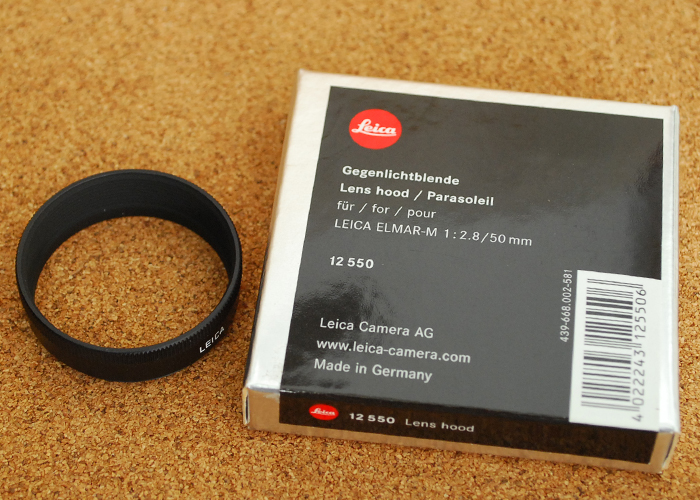 Leica
Gegenlichtblende
Lens hood / Parasoleil
für / for / pour
LEICA ELMAR-M 1:2.8/50 mm
12 550
439-668.002-581
4 022243 125506
Leica Camera AG
www.leica-camera.com
Made in Germany
Leica
12 550 Lens hood
LEICA